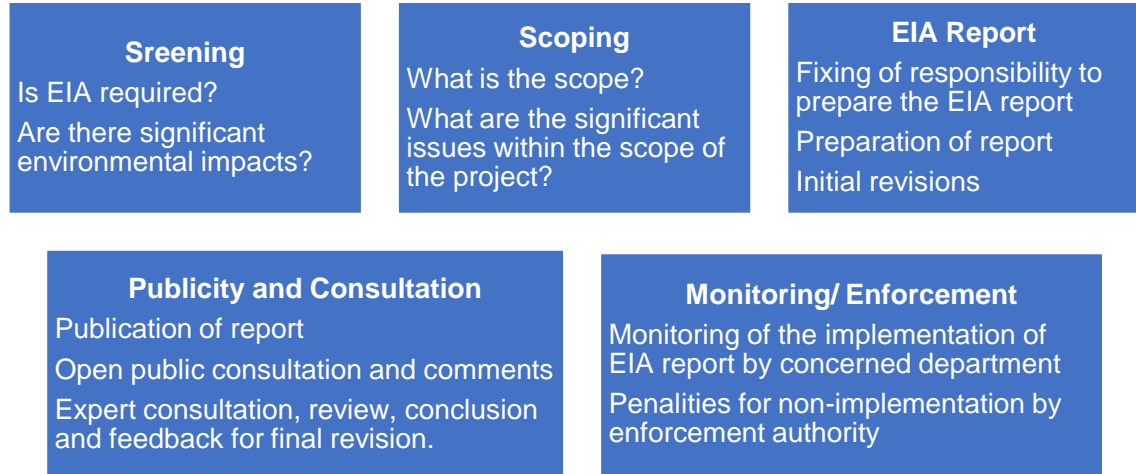 Sreening
Is EIA required?
Are there significant
environmental impacts?
Scoping
What is the scope?
What are the significant
issues within the scope of
the project?
EIA Report
Fixing of responsibility to
prepare the EIA report
Preparation of report
Initial revisions
Publicity and Consultation
Publication of report
Open public consultation and comments
Expert consultation, review, conclusion
and feedback for final revision.
Monitoring/ Enforcement
Monitoring of the implementation of
EIA report by concerned department
Penalities for non-implementation by
enforcement authority